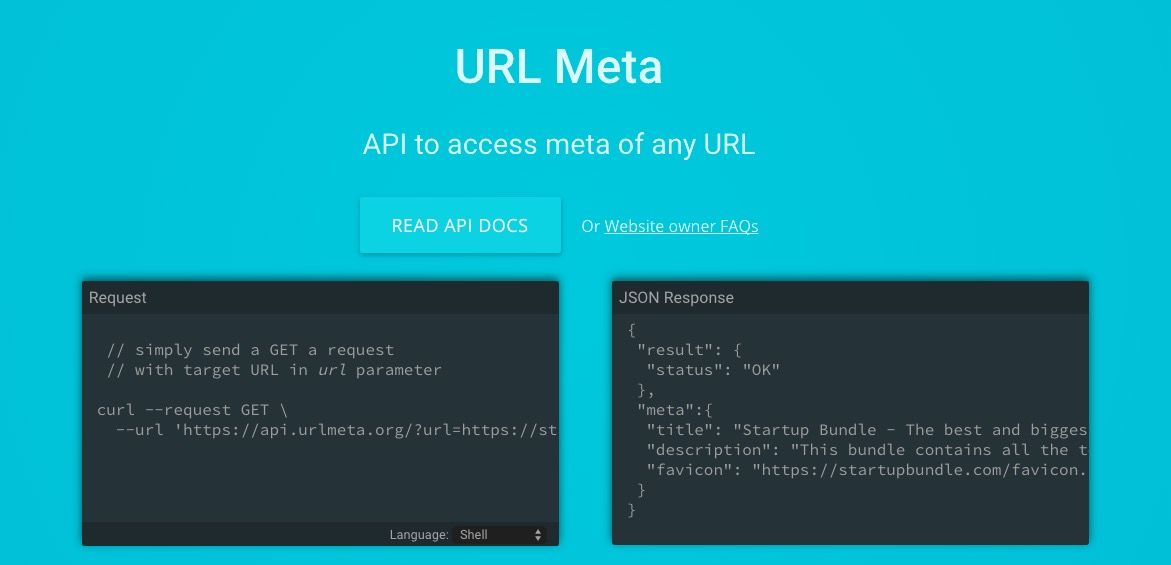 URL Meta
API to access meta of any URL
READ API DOCS
Or Website owner FAQs
Request
// simply send a GET a request
// with target URL in url parameter
curl --request GET \
--url 'https://api.urlmeta.org/?url=https://st
Language: Shell
JSON Response
{
"result": {
"status": "OK"
},
"meta":{
"title": "Startup Bundle - The best and bigges
"description": "This bundle contains all the t
"favicon": "https://startupbundle.com/favicon.
}
}